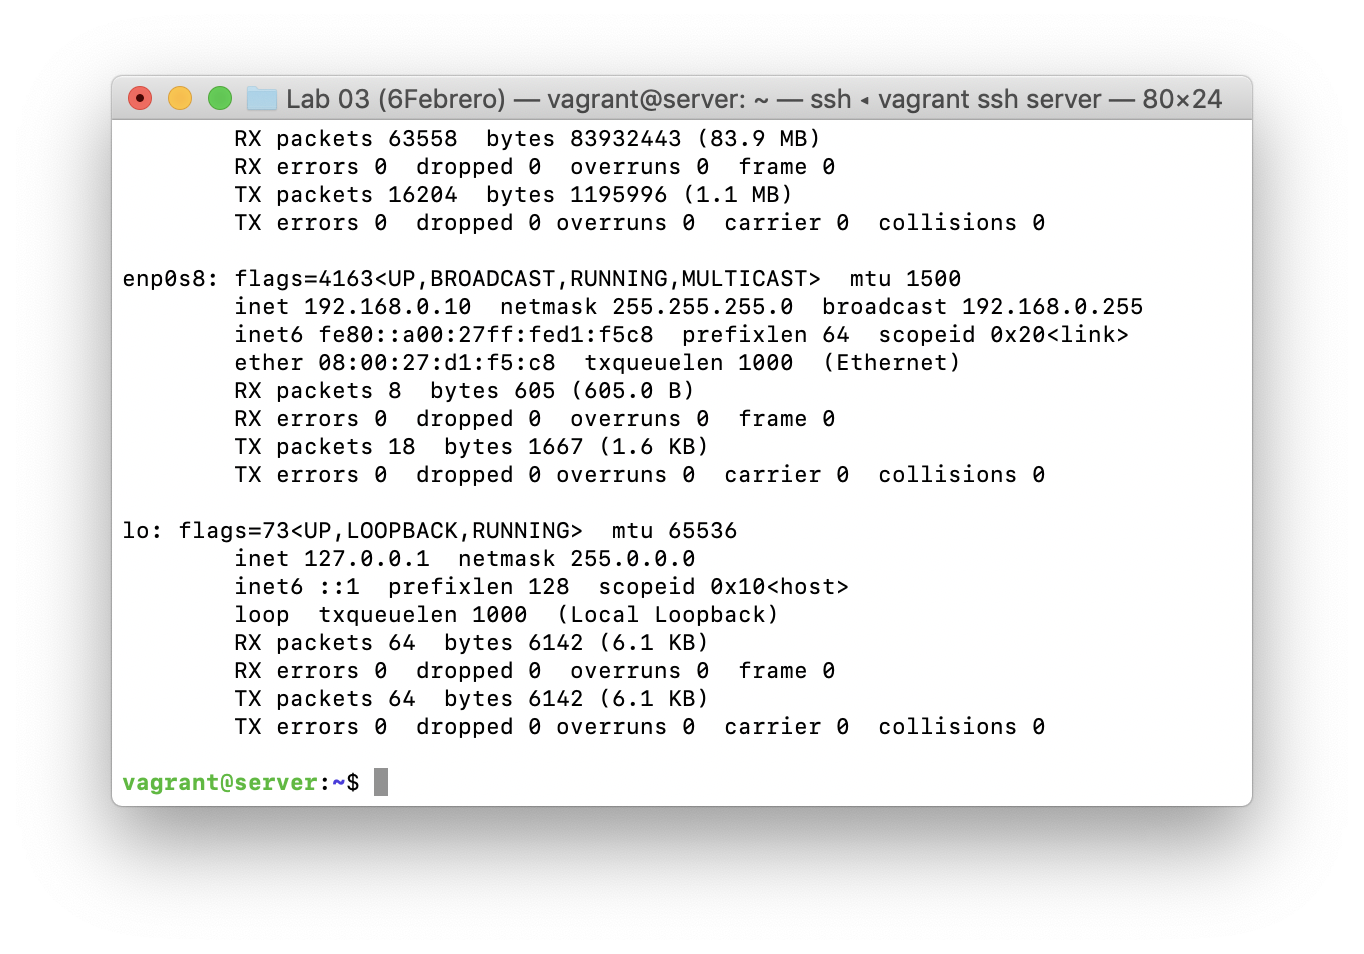 Lab 03 (6Febrero) — vagrant@server: ~ — ssh ◂ vagrant ssh server — 80×24
RX packets 63558  bytes 83932443 (83.9 MB)
RX errors 0  dropped 0  overruns 0  frame 0
TX packets 16204  bytes 1195996 (1.1 MB)
TX errors 0  dropped 0 overruns 0  carrier 0  collisions 0
enp0s8: flags=4163<UP,BROADCAST,RUNNING,MULTICAST>  mtu 1500
inet 192.168.0.10  netmask 255.255.255.0  broadcast 192.168.0.255
inet6 fe80::a00:27ff:fed1:f5c8  prefixlen 64  scopeid 0x20<link>
ether 08:00:27:d1:f5:c8  txqueuelen 1000  (Ethernet)
RX packets 8  bytes 605 (605.0 B)
RX errors 0  dropped 0  overruns 0  frame 0
TX packets 18  bytes 1667 (1.6 KB)
TX errors 0  dropped 0 overruns 0  carrier 0  collisions 0
lo: flags=73<UP,LOOPBACK,RUNNING>  mtu 65536
inet 127.0.0.1  netmask 255.0.0.0
inet6 ::1  prefixlen 128  scopeid 0x10<host>
loop  txqueuelen 1000  (Local Loopback)
RX packets 64  bytes 6142 (6.1 KB)
RX errors 0  dropped 0  overruns 0  frame 0
TX packets 64  bytes 6142 (6.1 KB)
TX errors 0  dropped 0 overruns 0  carrier 0  collisions 0
vagrant@server:~$